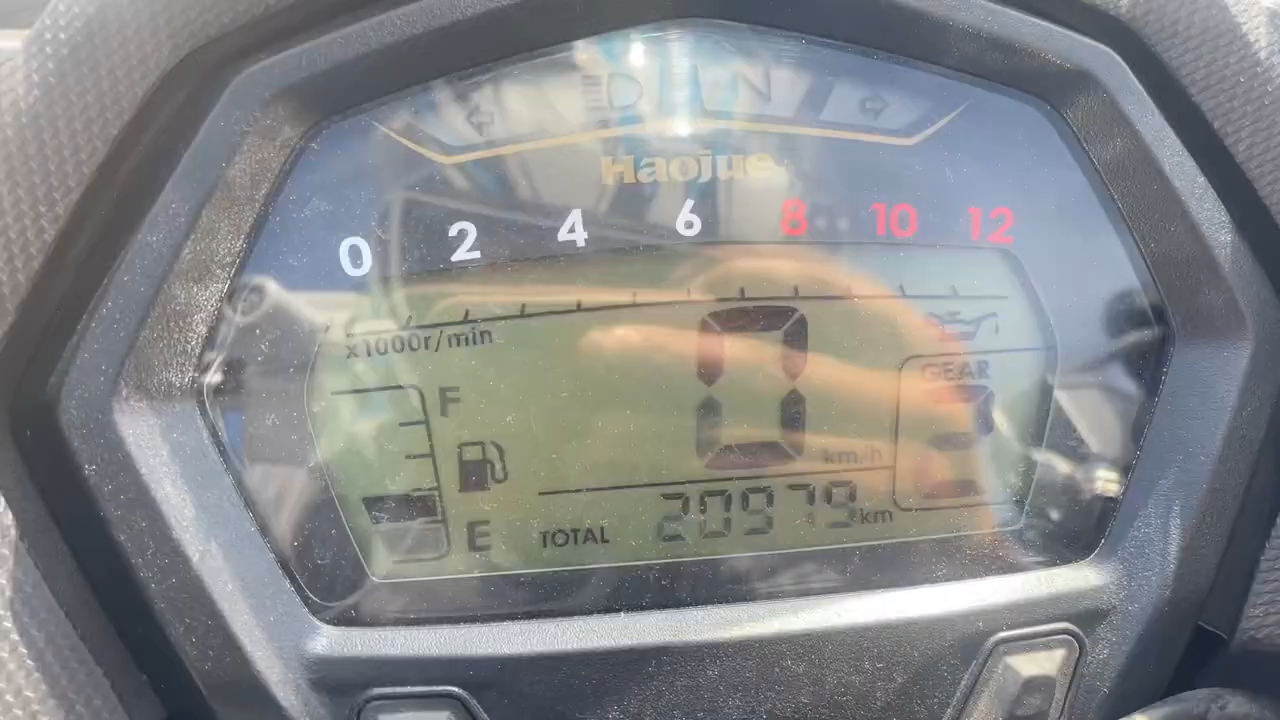 N
Haojue
0 2 4 6 8 10 12
x1000r/min
GEAR
F
0 km/h
E
TOTAL 20979 km